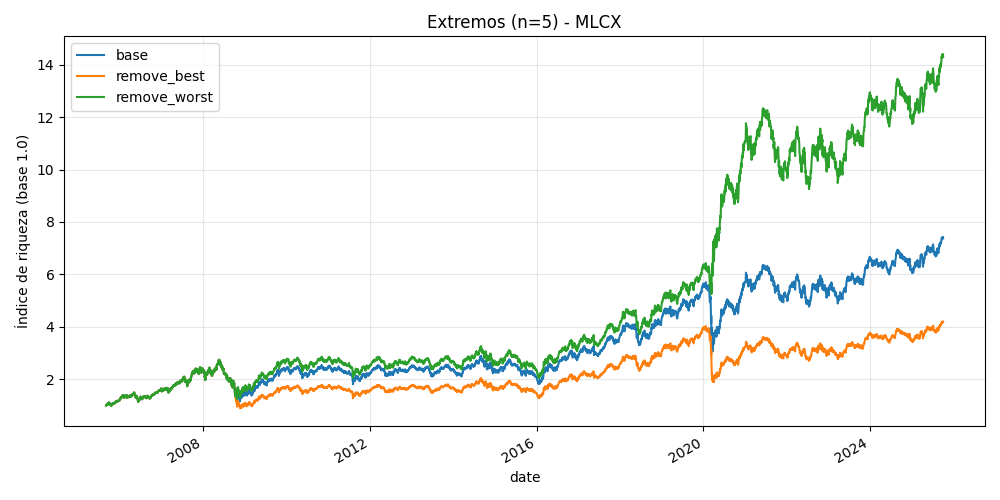 Extremos (n=5) - MLCX
base
remove_best
remove_worst
Índice de riqueza (base 1.0)
14
12
10
8
6
4
2
2008
2012
2016
2020
2024
date